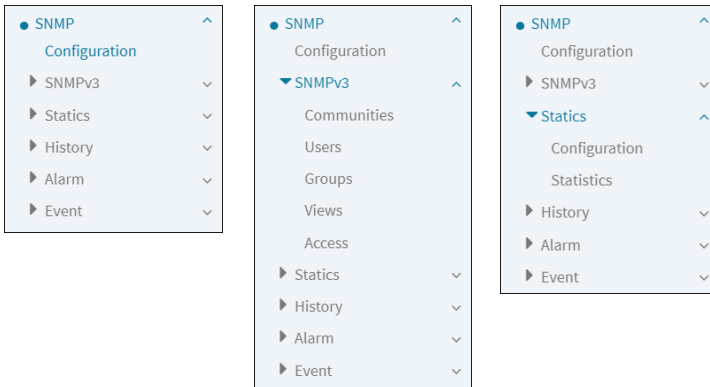 SNMP
Configuration
SNMPv3
Statics
History
Alarm
Event
SNMP
Configuration
SNMPv3
Communities
Users
Groups
Views
Access
Statics
History
Alarm
Event
SNMP
Configuration
SNMPv3
Statics
Configuration
Statistics
History
Alarm
Event